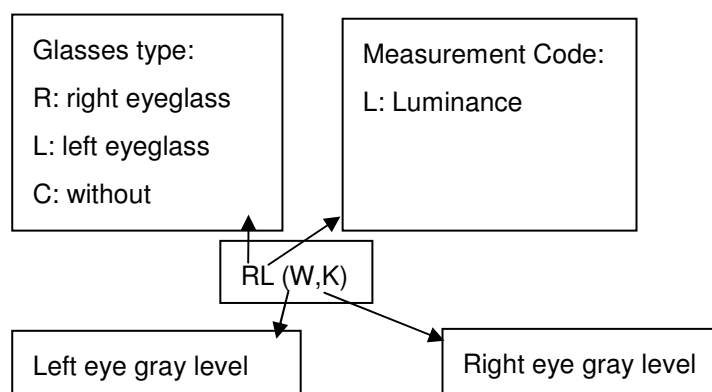 Glasses type:
R: right eyeglass
L: left eyeglass
C: without
Measurement Code:
L: Luminance
RL (W,K)
Left eye gray level
Right eye gray level